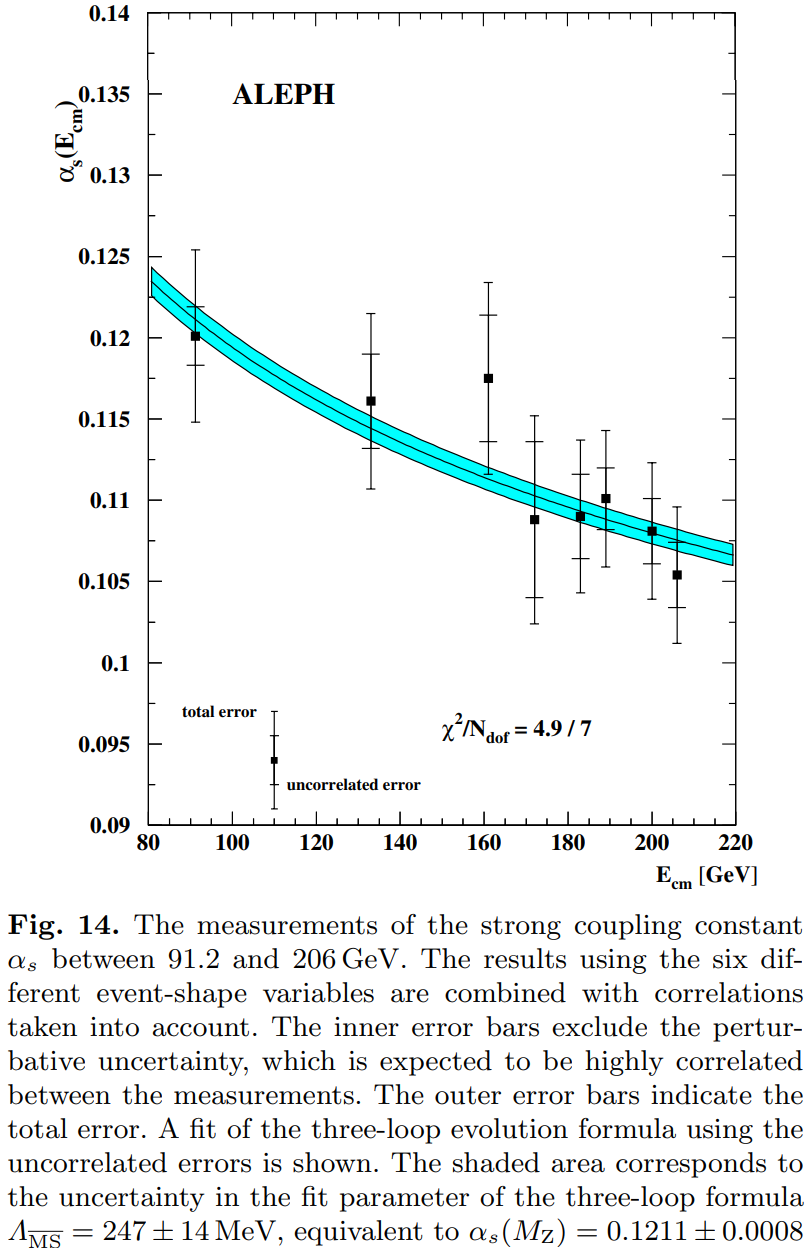 0.14
ALEPH
0.135
αs(Ecm)
0.13
0.125
0.12
0.115
0.11
0.105
0.1
total error
χ²/Ndof = 4.9 / 7
0.095
uncorrelated error
0.09
80 100 120 140 160 180 200 220
Ecm [GeV]
Fig. 14. The measurements of the strong coupling constant
αs between 91.2 and 206 GeV. The results using the six dif-
ferent event-shape variables are combined with correlations
taken into account. The inner error bars exclude the pertur-
bative uncertainty, which is expected to be highly correlated
between the measurements. The outer error bars indicate the
total error. A fit of the three-loop evolution formula using the
uncorrelated errors is shown. The shaded area corresponds to
the uncertainty in the fit parameter of the three-loop formula
Λ_MS̅ = 247 ± 14 MeV, equivalent to αs(MZ) = 0.1211 ± 0.0008